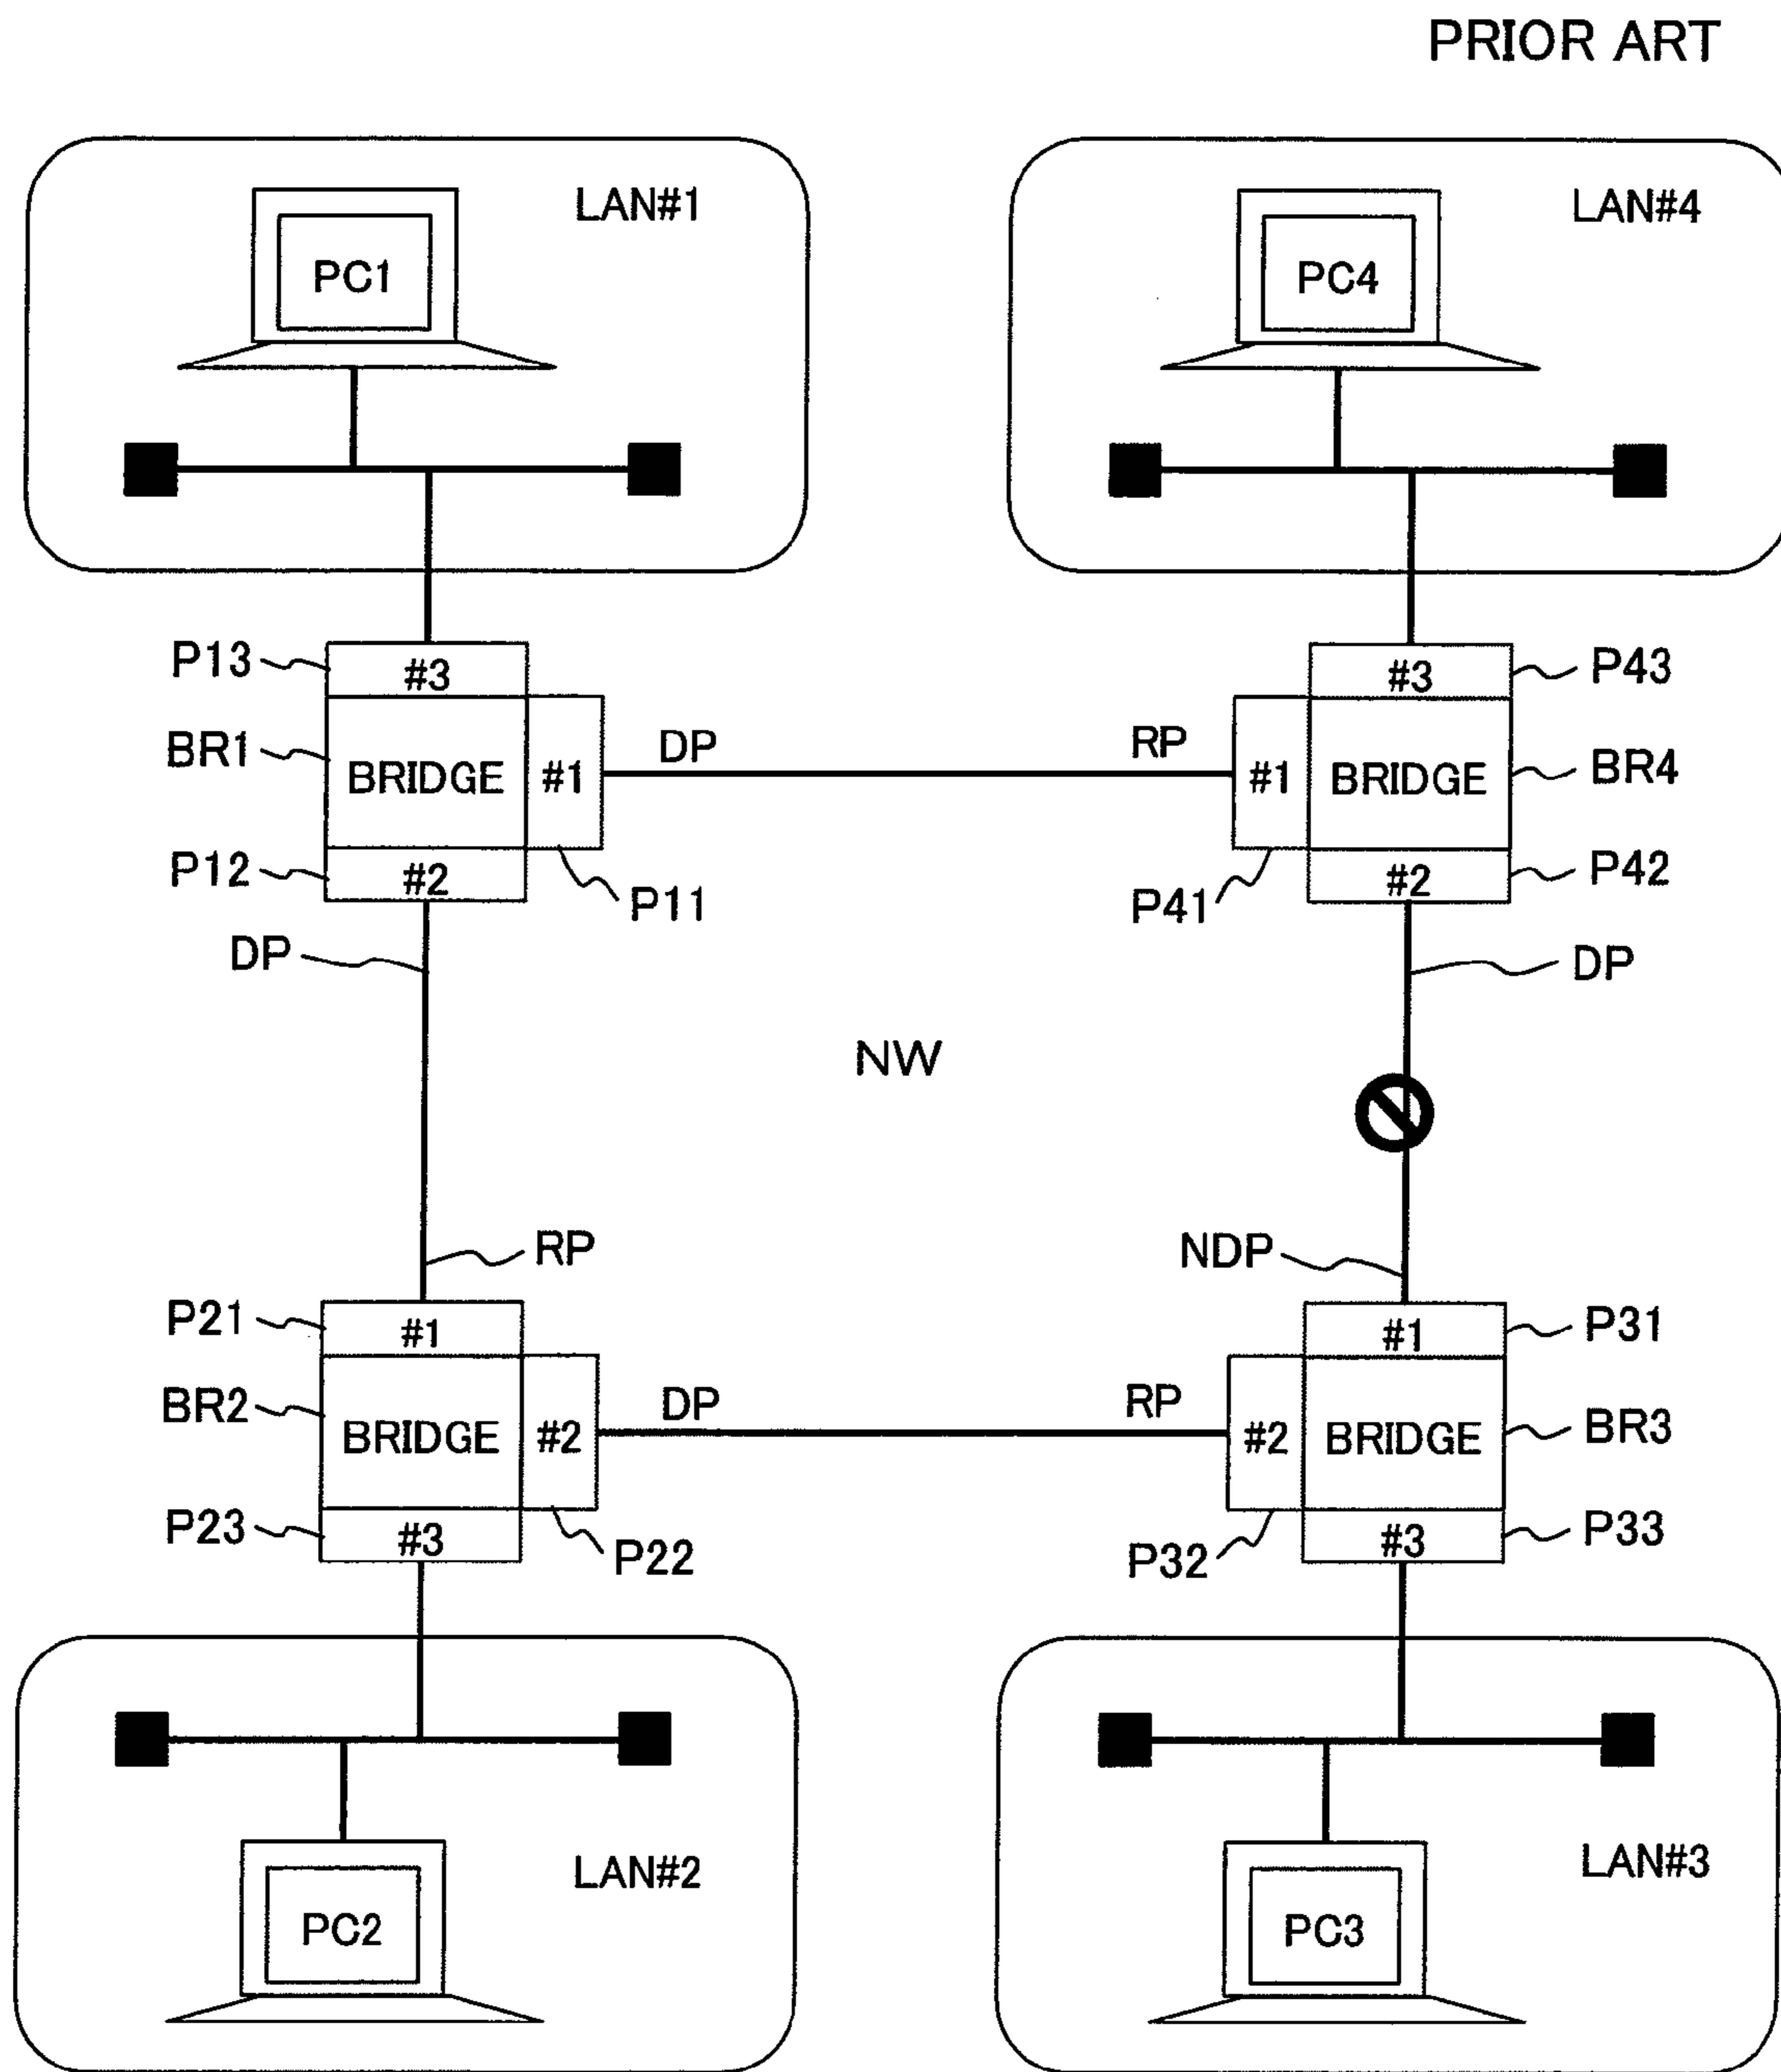 PRIOR ART
LAN#1
PC1
LAN#4
PC4
P13
#3
BR1
BRIDGE
#1
DP
P12
#2
P11
DP
P43
#3
RP
#1
BRIDGE
BR4
P41
#2
P42
DP
NW
RP
NDP
P21
#1
BR2
BRIDGE
#2
DP
P23
#3
P22
#1
P31
RP
#2
BRIDGE
BR3
P32
#3
P33
LAN#2
PC2
LAN#3
PC3